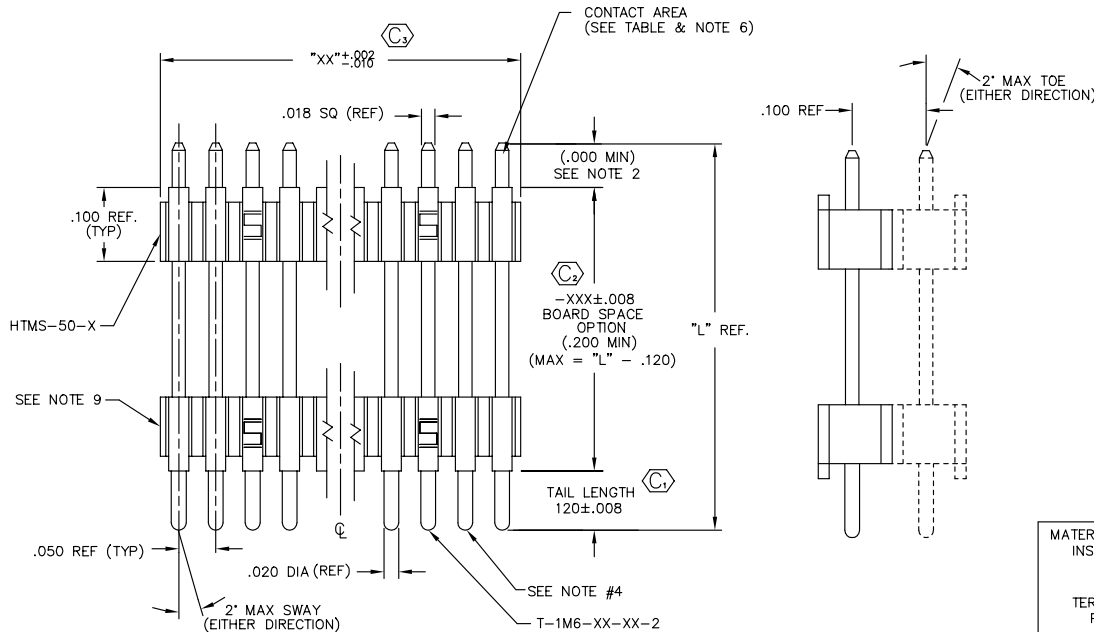 CONTACT AREA
(SEE TABLE & NOTE 6)
C3
"XX"+.002
-.010
.018 SQ (REF)
(.000 MIN)
SEE NOTE 2
.100 REF.
(TYP)
C2
-XXX±.008
BOARD SPACE
OPTION
(.200 MIN)
(MAX = "L" - .120)
"L" REF.
HTMS-50-X
SEE NOTE 9
C1
TAIL LENGTH
120±.008
℄
.050 REF (TYP)
.020 DIA (REF)
SEE NOTE #4
2° MAX SWAY
(EITHER DIRECTION)
T-1M6-XX-XX-2
2° MAX TOE
(EITHER DIRECTION)
.100 REF
MATER
INS
TER